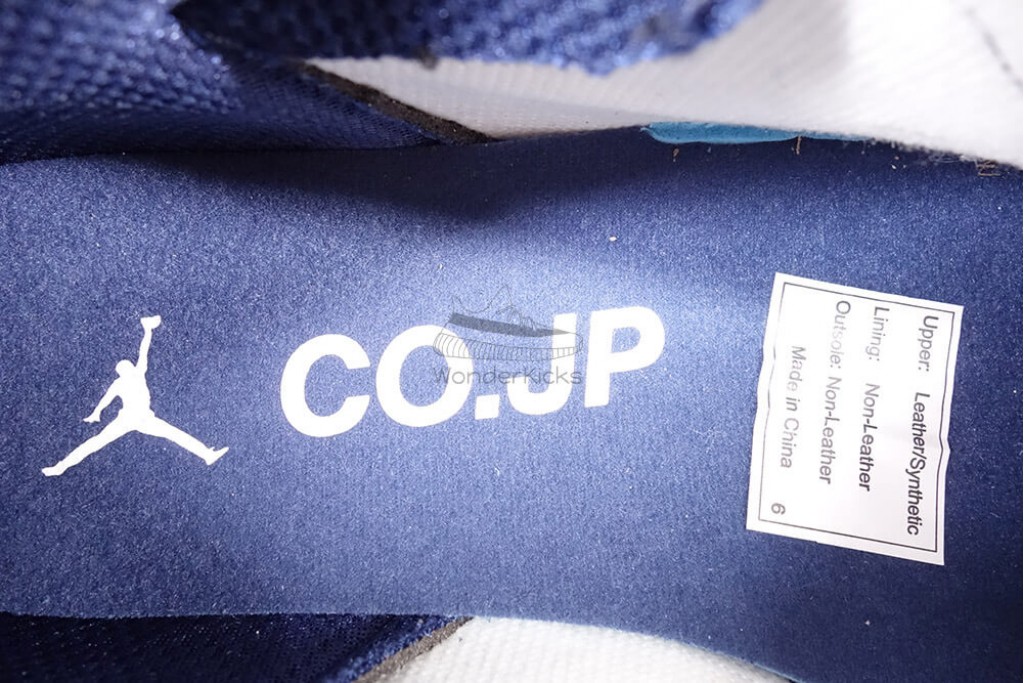 CO.JP
WonderKicks
Upper: Leather/Synthetic
Lining: Non-Leather
Outsole: Non-Leather
Made in China 6